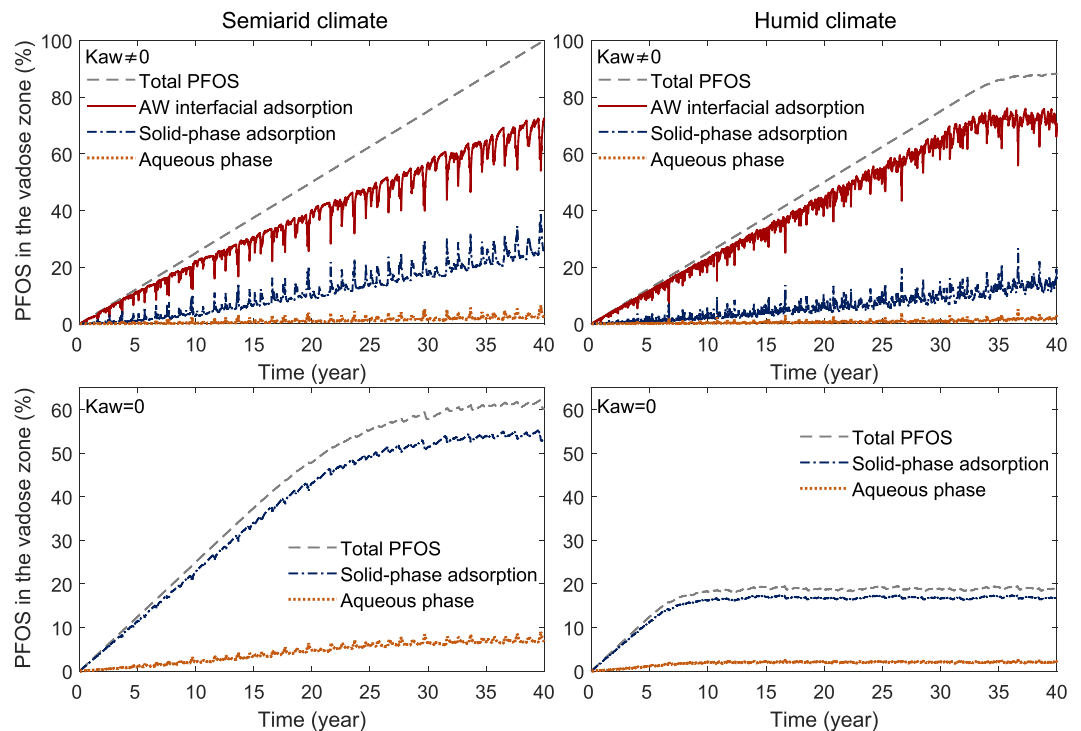 Semiarid climate
Humid climate
PFOS in the vadose zone (%)
100
80
60
40
20
0
Kaw≠0
Total PFOS
AW interfacial adsorption
Solid-phase adsorption
Aqueous phase
0 5 10 15 20 25 30 35 40
Time (year)
100
80
60
40
20
0
Kaw≠0
Total PFOS
AW interfacial adsorption
Solid-phase adsorption
Aqueous phase
0 5 10 15 20 25 30 35 40
Time (year)
PFOS in the vadose zone (%)
60
50
40
30
20
10
0
Kaw=0
Total PFOS
Solid-phase adsorption
Aqueous phase
0 5 10 15 20 25 30 35 40
Time (year)
60
50
40
30
20
10
0
Kaw=0
Total PFOS
Solid-phase adsorption
Aqueous phase
0 5 10 15 20 25 30 35 40
Time (year)